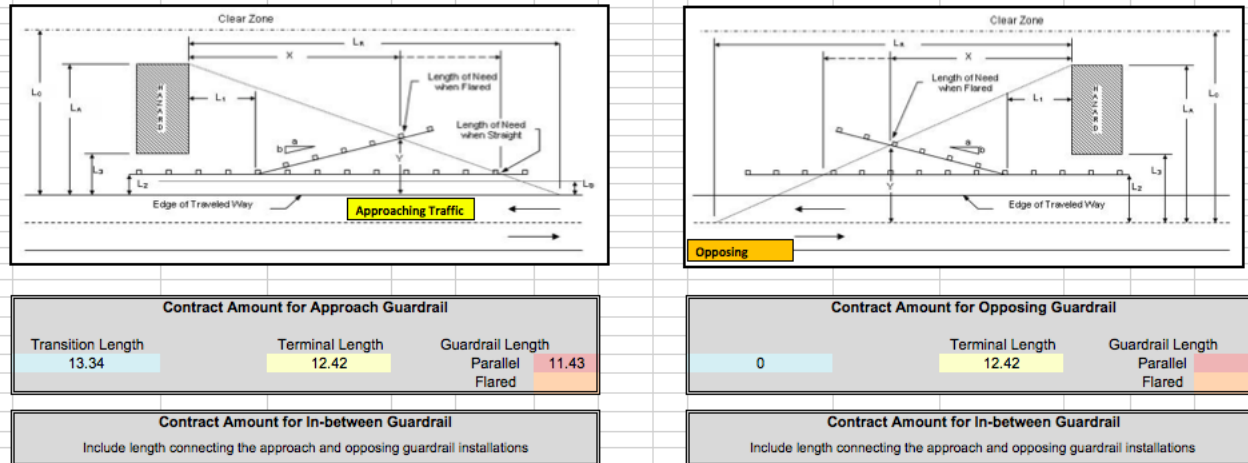 Clear Zone
LR
X
Length of Need
when Flared
LC
LA
HAZARD
L1
Length of Need
when Straight
b
a
Y
L3
L2
LS
Edge of Traveled Way
Approaching Traffic
Clear Zone
LR
X
Length of Need
when Flared
L1
HAZARD
LA
LC
a
b
Y
L3
L2
Edge of Traveled Way
Opposing
Contract Amount for Approach Guardrail
Transition Length Terminal Length Guardrail Length
13.34 12.42 Parallel 11.43
Flared
Contract Amount for Opposing Guardrail
Terminal Length Guardrail Length
0 12.42 Parallel
Flared
Contract Amount for In-between Guardrail
Include length connecting the approach and opposing guardrail installations
Contract Amount for In-between Guardrail
Include length connecting the approach and opposing guardrail installations